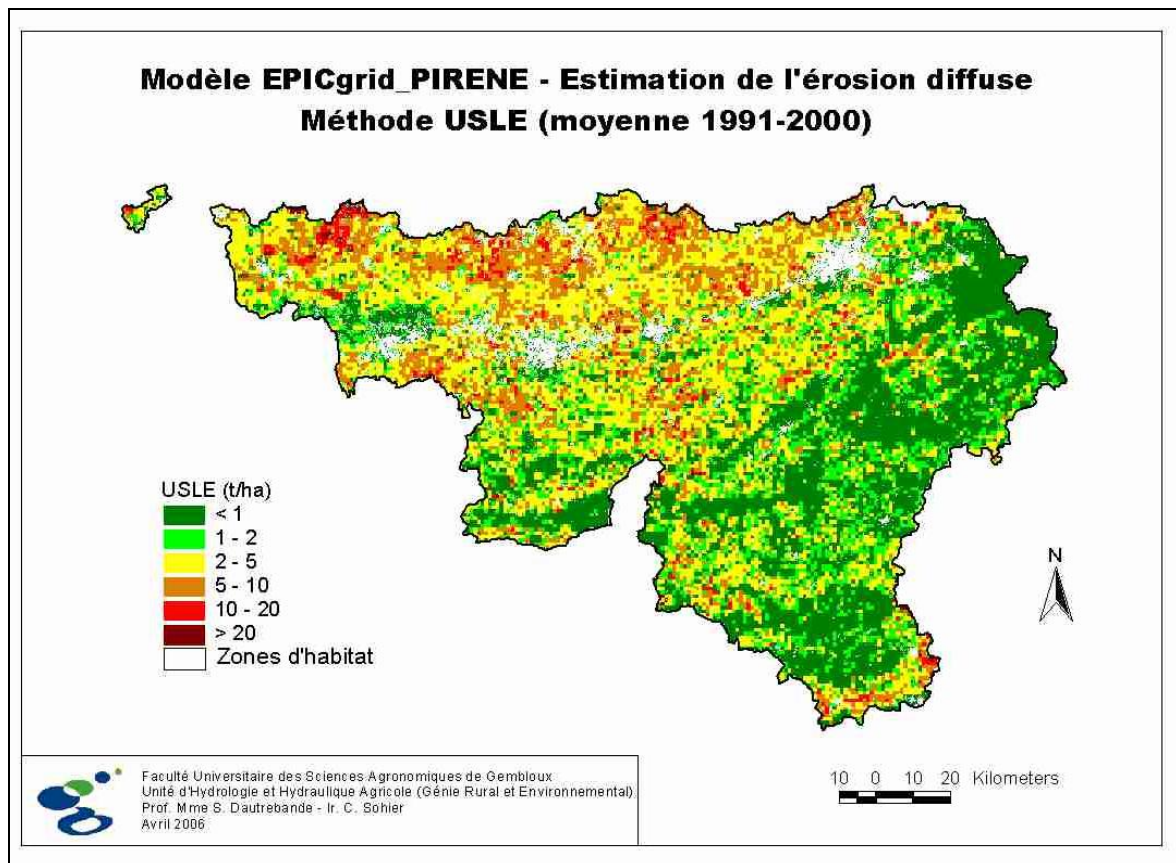 Modèle EPICgrid_PIRENE - Estimation de l'érosion diffuse
Méthode USLE (moyenne 1991-2000)
USLE (t/ha)
< 1
1 - 2
2 - 5
5 - 10
10 - 20
> 20
Zones d'habitat
N
Faculté Universitaire des Sciences Agronomiques de Gembloux
Unité d'Hydrologie et Hydraulique Agricole (Génie Rural et Environnemental)
Prof. Mme S. Dautrebande - Ir. C. Sohier
Avril 2006
10 0 10 20 Kilometers